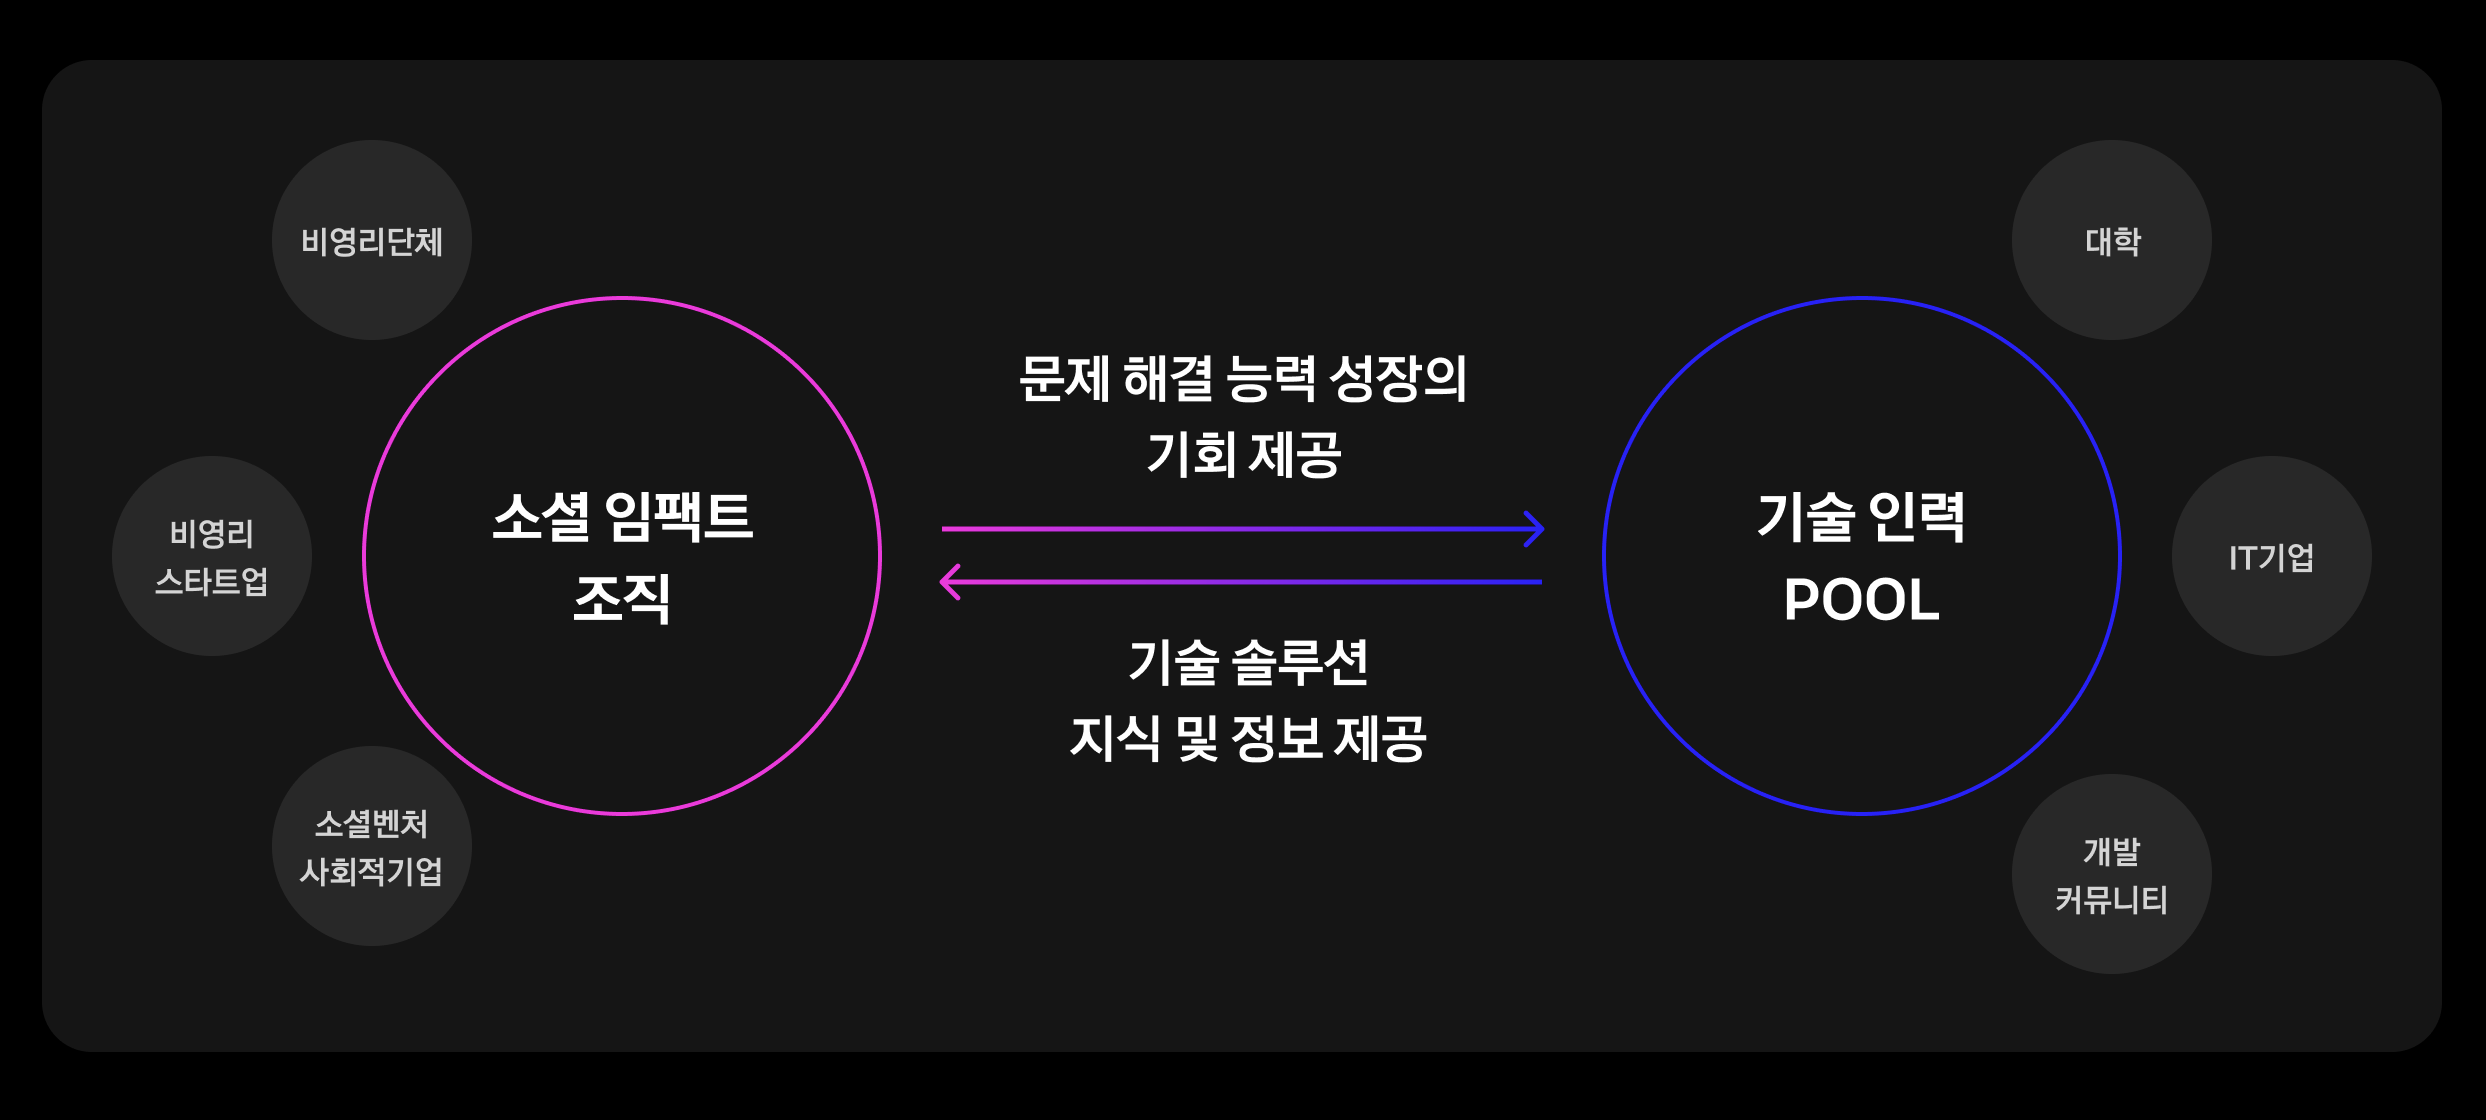 비영리단체
비영리
스타트업
소셜벤처
사회적기업
소셜 임팩트
조직
문제 해결 능력 성장의
기회 제공
기술 솔루션
지식 및 정보 제공
기술 인력
POOL
대학
IT기업
개발
커뮤니티